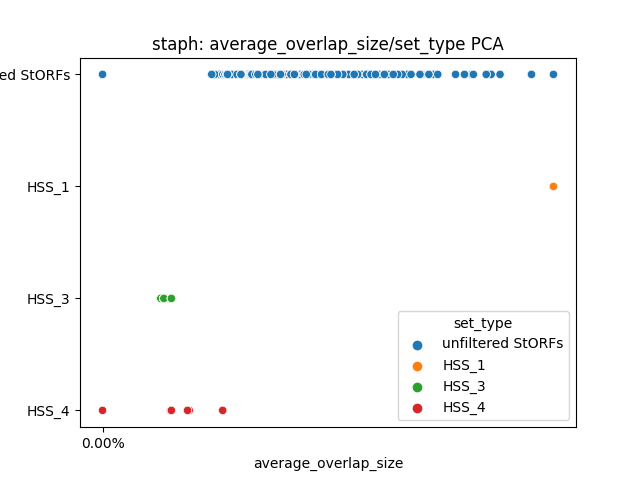 staph: average_overlap_size/set_type PCA
ed StORFs
HSS_1
HSS_3
HSS_4
set_type
unfiltered StORFs
HSS_1
HSS_3
HSS_4
0.00%
average_overlap_size